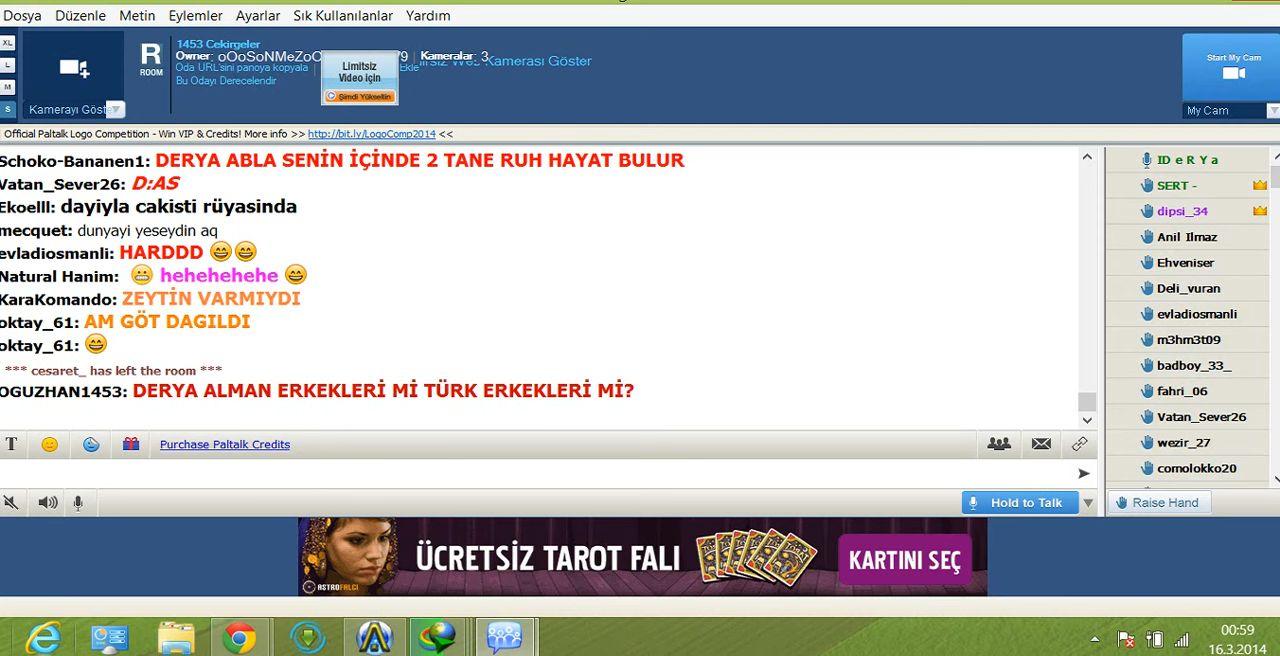 Dosya Düzenle Metin Eylemler Ayarlar Sık Kullanılanlar Yardım
XL
L
M
S
Kamerayı Göst
R
ROOM
1453 Cekirgeler
Owner: oOoSoNMeZoO 9 | Kameralar: 3
Oda URL'sini panoya kopyala | Ekle Web Kamerası Göster
Bu Odayı Derecelendir
Limitsiz
Video için
Şimdi Yükseltin
Start My Cam
My Cam
Official Paltalk Logo Competition - Win VIP & Credits! More info >> http://bit.ly/LogoComp2014 <<
Schoko-Bananen1: DERYA ABLA SENİN İÇİNDE 2 TANE RUH HAYAT BULUR
Vatan_Sever26: D:AS
Ekoelll: dayiyla cakisti rüyasinda
mecquet: dunyayi yeseydin aq
evladiosmanli: HARDDD 😄😄
Natural Hanim: 😬 hehehehehe 😄
KaraKomando: ZEYTİN VARMIYDI
oktay_61: AM GÖT DAGILDI
oktay_61: 😄
*** cesaret_ has left the room ***
OGUZHAN1453: DERYA ALMAN ERKEKLERİ Mİ TÜRK ERKEKLERİ Mİ?
ID e R Y a
SERT -
dipsi_34
Anil Ilmaz
Ehveniser
Deli_vuran
evladiosmanli
m3hm3t09
badboy_33_
fahri_06
Vatan_Sever26
wezir_27
comolokko20
T Purchase Paltalk Credits
Hold to Talk
Raise Hand
ASTROFALCI
ÜCRETSİZ TAROT FALI
KARTINI SEÇ
00:59
16.3.2014